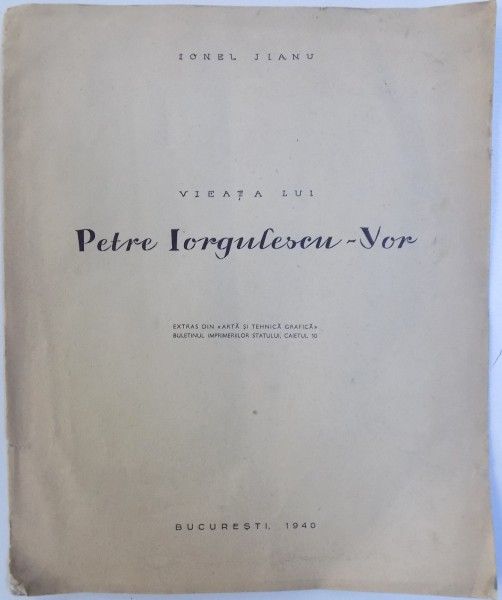 IONEL JIANU
VIEAȚA LUI
Petre Iorgulescu-Yor
EXTRAS DIN «ARTĂ ȘI TEHNICĂ GRAFICĂ»
BULETINUL IMPRIMERIILOR STATULUI, CAIETUL 10
BUCUREȘTI, 1940